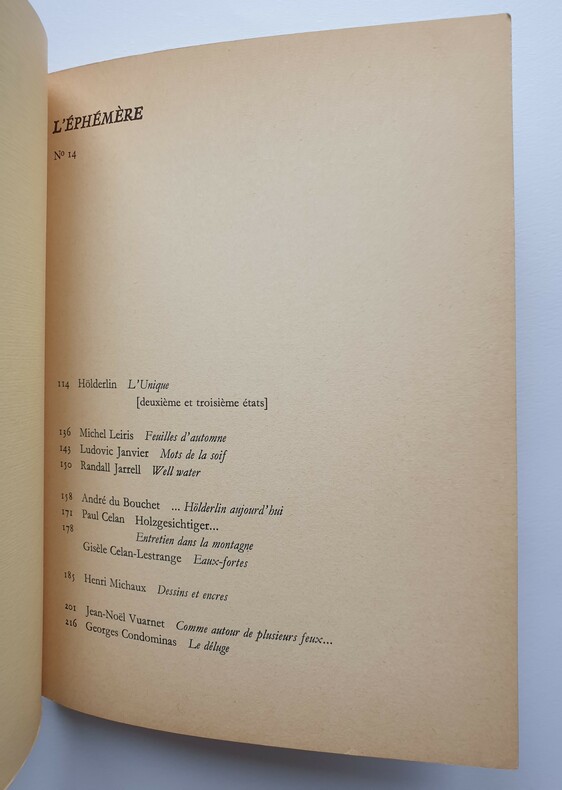 L'ÉPHÉMÈRE
Nº 14
114 Hölderlin L'Unique
[deuxième et troisième états]
136 Michel Leiris Feuilles d'automne
143 Ludovic Janvier Mots de la soif
150 Randall Jarrell Well water
158 André du Bouchet ... Hölderlin aujourd'hui
171 Paul Celan Holzgesichtiger...
178 Entretien dans la montagne
Gisèle Celan-Lestrange Eaux-fortes
185 Henri Michaux Dessins et encres
201 Jean-Noël Vuarnet Comme autour de plusieurs feux...
216 Georges Condominas Le déluge